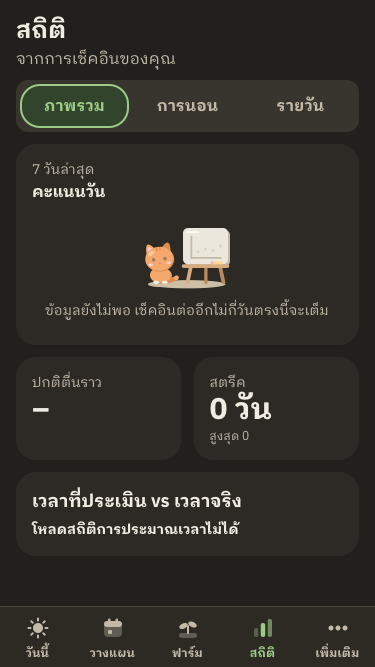 สถิติ
จากการเช็คอินของคุณ
ภาพรวม
การนอน
รายวัน
7 วันล่าสุด
คะแนนวัน
ข้อมูลยังไม่พอ เช็คอินต่ออีกไม่กี่วันตรงนี้จะเต็ม
ปกติตื่นราว
–
สตรีค
0 วัน
สูงสุด 0
เวลาที่ประเมิน vs เวลาจริง
โหลดสถิติการประมาณเวลาไม่ได้
วันนี้
วางแผน
ฟาร์ม
สถิติ
เพิ่มเติม